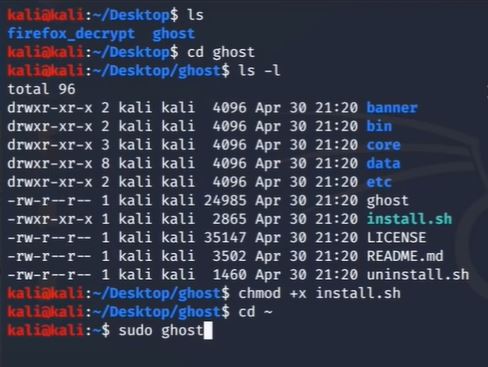 kali@kali:~/Desktop$ ls
firefox_decrypt ghost
kali@kali:~/Desktop$ cd ghost
kali@kali:~/Desktop/ghost$ ls -l
total 96
drwxr-xr-x 2 kali kali 4096 Apr 30 21:20 banner
drwxr-xr-x 2 kali kali 4096 Apr 30 21:20 bin
drwxr-xr-x 3 kali kali 4096 Apr 30 21:20 core
drwxr-xr-x 8 kali kali 4096 Apr 30 21:20 data
drwxr-xr-x 2 kali kali 4096 Apr 30 21:20 etc
-rw-r--r-- 1 kali kali 24985 Apr 30 21:20 ghost
-rwxr-xr-x 1 kali kali 2865 Apr 30 21:20 install.sh
-rw-r--r-- 1 kali kali 35147 Apr 30 21:20 LICENSE
-rw-r--r-- 1 kali kali 3502 Apr 30 21:20 README.md
-rw-r--r-- 1 kali kali 1460 Apr 30 21:20 uninstall.sh
kali@kali:~/Desktop/ghost$ chmod +x install.sh
kali@kali:~/Desktop/ghost$ cd ~
kali@kali:~$ sudo ghost